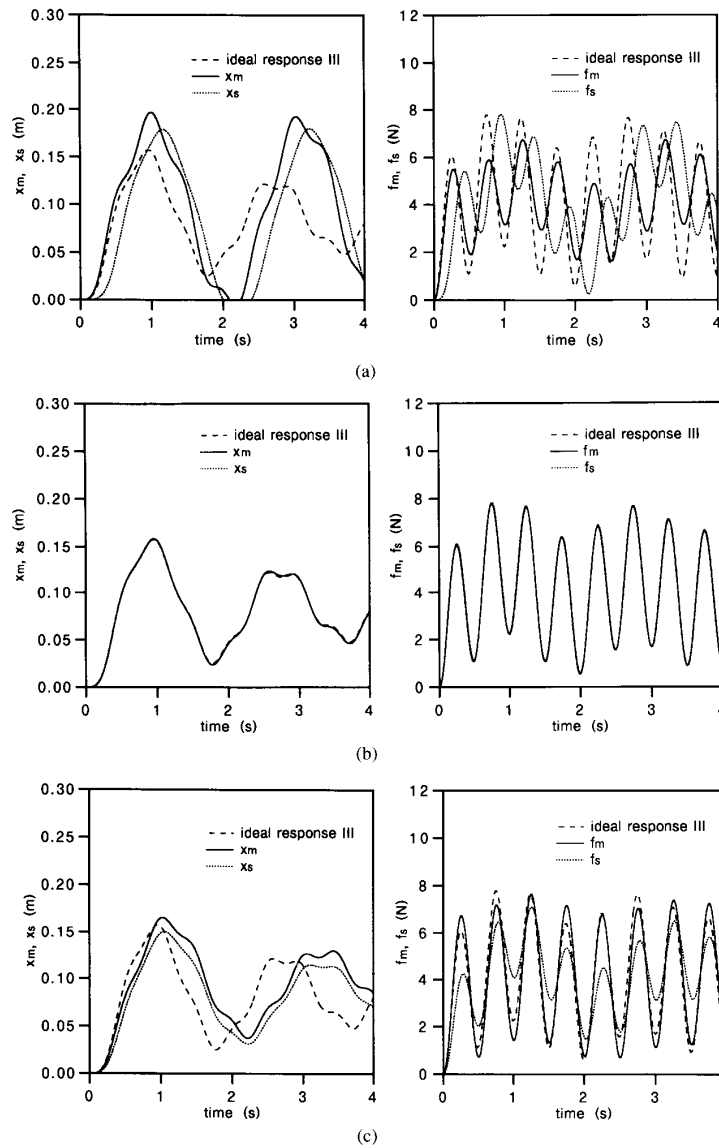 0.30
0.25
0.20
0.15
0.10
0.05
0.00
xm, xs (m)
ideal response III
xm
xs
0 1 2 3 4
time (s)
12
10
8
6
4
2
0
fm, fs (N)
ideal response III
fm
fs
0 1 2 3 4
time (s)
(a)
0.30
0.25
0.20
0.15
0.10
0.05
0.00
xm, xs (m)
ideal response III
xm
xs
0 1 2 3 4
time (s)
12
10
8
6
4
2
0
fm, fs (N)
ideal response III
fm
fs
0 1 2 3 4
time (s)
(b)
0.30
0.25
0.20
0.15
0.10
0.05
0.00
xm, xs (m)
ideal response III
xm
xs
0 1 2 3 4
time (s)
12
10
8
6
4
2
0
fm, fs (N)
ideal response III
fm
fs
0 1 2 3
time (s)
(c)